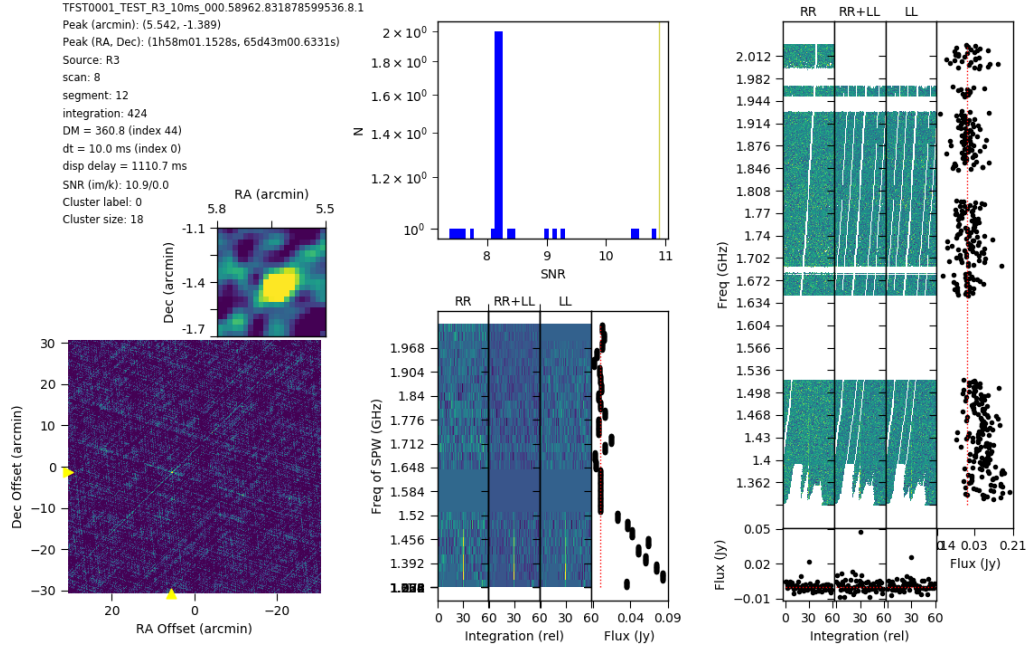 TFST0001_TEST_R3_10ms_000.58962.831878599536.8.1
Peak (arcmin): (5.542, -1.389)
Peak (RA, Dec): (1h58m01.1528s, 65d43m00.6331s)
Source: R3
scan: 8
segment: 12
integration: 424
DM = 360.8 (index 44)
dt = 10.0 ms (index 0)
disp delay = 1110.7 ms
SNR (im/k): 10.9/0.0
Cluster label: 0
Cluster size: 18
RA (arcmin)
5.8 5.5
Dec (arcmin)
-1.1
-1.4
-1.7
Dec Offset (arcmin)
30
20
10
0
−10
−20
−30
20 0 −20
RA Offset (arcmin)
N
2 × 10⁰
1.8 × 10⁰
1.6 × 10⁰
1.4 × 10⁰
1.2 × 10⁰
10⁰
8 9 10 11
SNR
RR RR+LL LL
Freq of SPW (GHz)
1.968
1.904
1.84
1.776
1.712
1.648
1.584
1.52
1.456
1.392
0 30 60 30 60 30 60 0.04 0.09
Integration (rel) Flux (Jy)
RR RR+LL LL
Freq (GHz)
2.012
1.982
1.944
1.914
1.876
1.846
1.808
1.77
1.74
1.702
1.672
1.634
1.604
1.566
1.536
1.498
1.468
1.43
1.4
1.362
0.03 0.21
Flux (Jy)
Flux (Jy)
0.05
0.02
−0.01
0 30 60 30 60 30 60
Integration (rel)